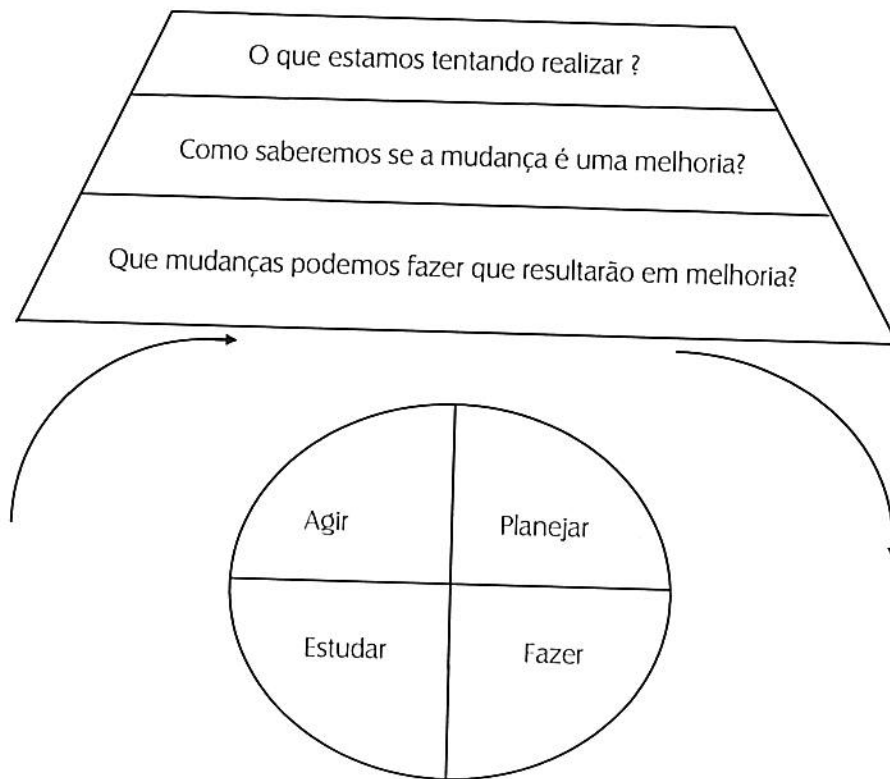 O que estamos tentando realizar ?
Como saberemos se a mudança é uma melhoria?
Que mudanças podemos fazer que resultarão em melhoria?
Agir
Planejar
Estudar
Fazer